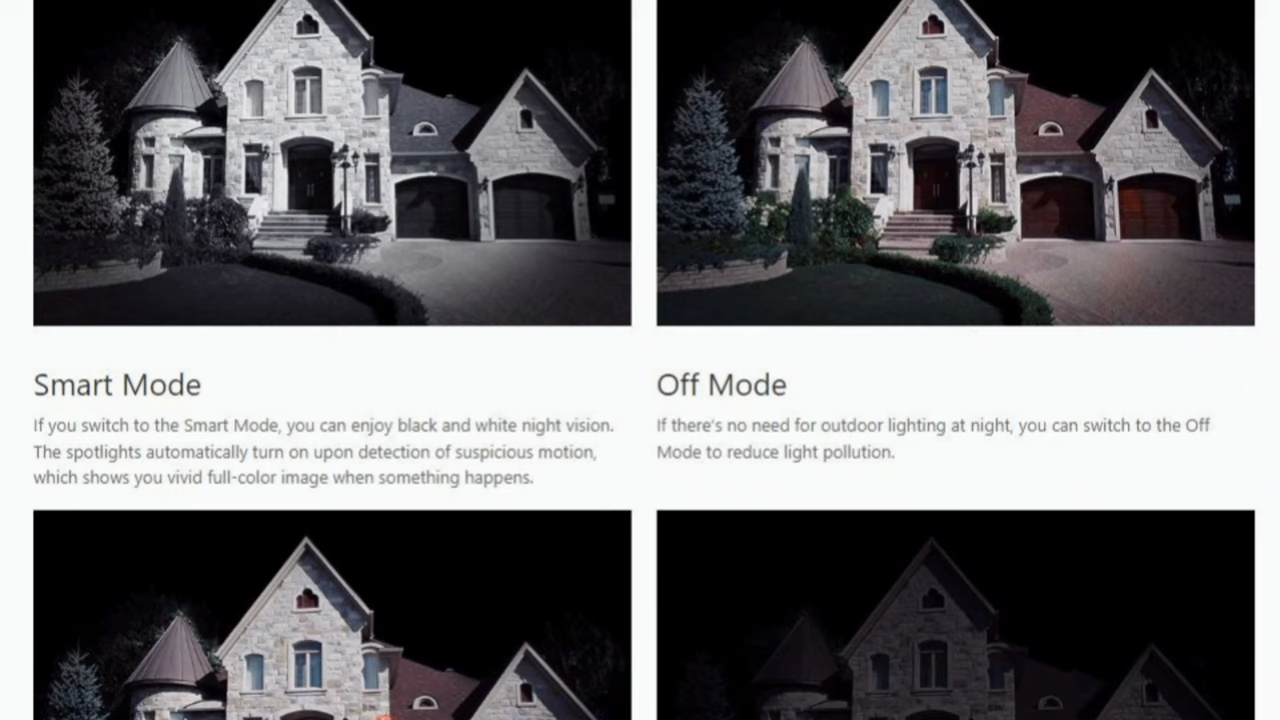 Smart Mode
If you switch to the Smart Mode, you can enjoy black and white night vision.
The spotlights automatically turn on upon detection of suspicious motion,
which shows you vivid full-color image when something happens.
Off Mode
If there's no need for outdoor lighting at night, you can switch to the Off
Mode to reduce light pollution.